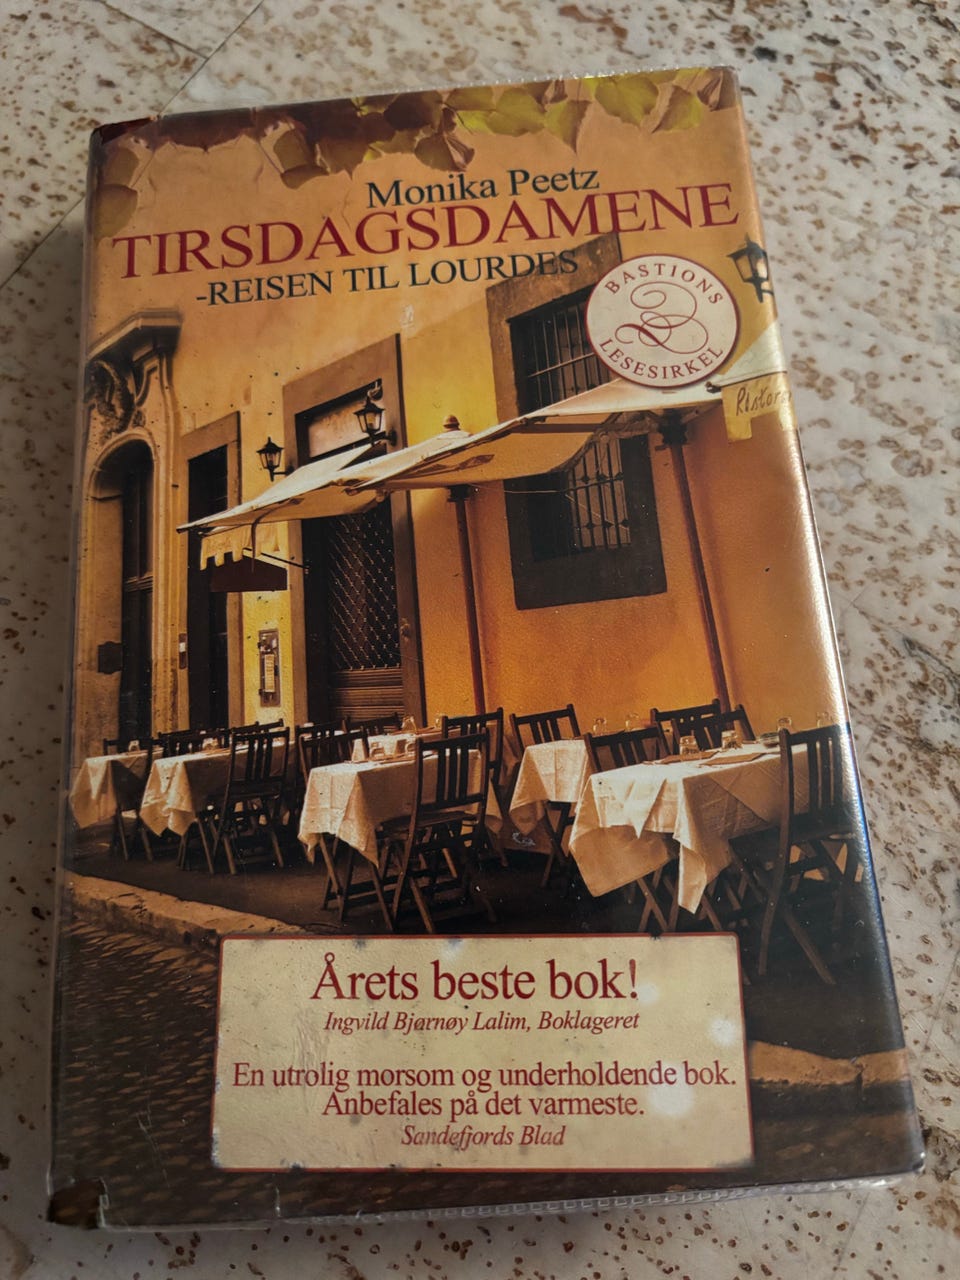 Monika Peetz
TIRSDAGSDAMENE
-REISEN TIL LOURDES
BASTIONS
LESESIRKEL
Årets beste bok!
Ingvild Bjørnøy Lalim, Boklageret
En utrolig morsom og underholdende bok.
Anbefales på det varmeste.
Sandefjords Blad